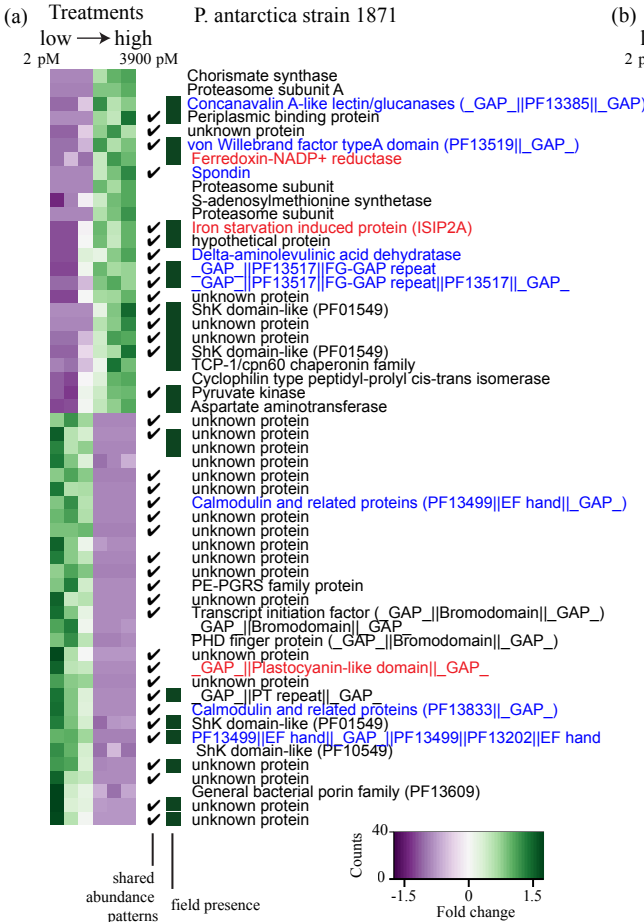 (a) Treatments P. antarctica strain 1871 (b)
low → high
2 pM 3900 pM 2 p
Chorismate synthase
Proteasome subunit A
Concanavalin A-like lectin/glucanases (_GAP_||PF13385||_GAP)
✔ Periplasmic binding protein
✔ unknown protein
✔ von Willebrand factor typeA domain (PF13519||_GAP_)
Ferredoxin-NADP+ reductase
✔ Spondin
Proteasome subunit
S-adenosylmethionine synthetase
Proteasome subunit
✔ Iron starvation induced protein (ISIP2A)
✔ hypothetical protein
✔ Delta-aminolevulinic acid dehydratase
✔ _GAP_||PF13517||FG-GAP repeat
✔ _GAP_||PF13517||FG-GAP repeat||PF13517||_GAP_
✔ unknown protein
✔ ShK domain-like (PF01549)
✔ unknown protein
✔ unknown protein
✔ ShK domain-like (PF01549)
TCP-1/cpn60 chaperonin family
Cyclophilin type peptidyl-prolyl cis-trans isomerase
✔ Pyruvate kinase
Aspartate aminotransferase
✔ unknown protein
✔ unknown protein
unknown protein
unknown protein
✔ unknown protein
✔ unknown protein
✔ Calmodulin and related proteins (PF13499||EF hand||_GAP_)
✔ unknown protein
✔ unknown protein
unknown protein
✔ unknown protein
✔ unknown protein
✔ PE-PGRS family protein
✔ unknown protein
✔ Transcript initiation factor (_GAP_||Bromodomain||_GAP_)
_GAP_||Bromodomain||_GAP_
PHD finger protein (_GAP_||Bromodomain||_GAP_)
✔ unknown protein
✔ _GAP_||Plastocyanin-like domain||_GAP_
✔ unknown protein
✔ _GAP_||PT repeat||_GAP_
✔ Calmodulin and related proteins (PF13833||_GAP_)
✔ ShK domain-like (PF01549)
✔ PF13499||EF hand||_GAP_||PF13499||PF13202||EF hand
ShK domain-like (PF10549)
✔ unknown protein
✔ unknown protein
General bacterial porin family (PF13609)
✔ unknown protein
✔ unknown protein
shared
abundance
patterns
field presence
40
Counts
0
-1.5 0 1.5
Fold change